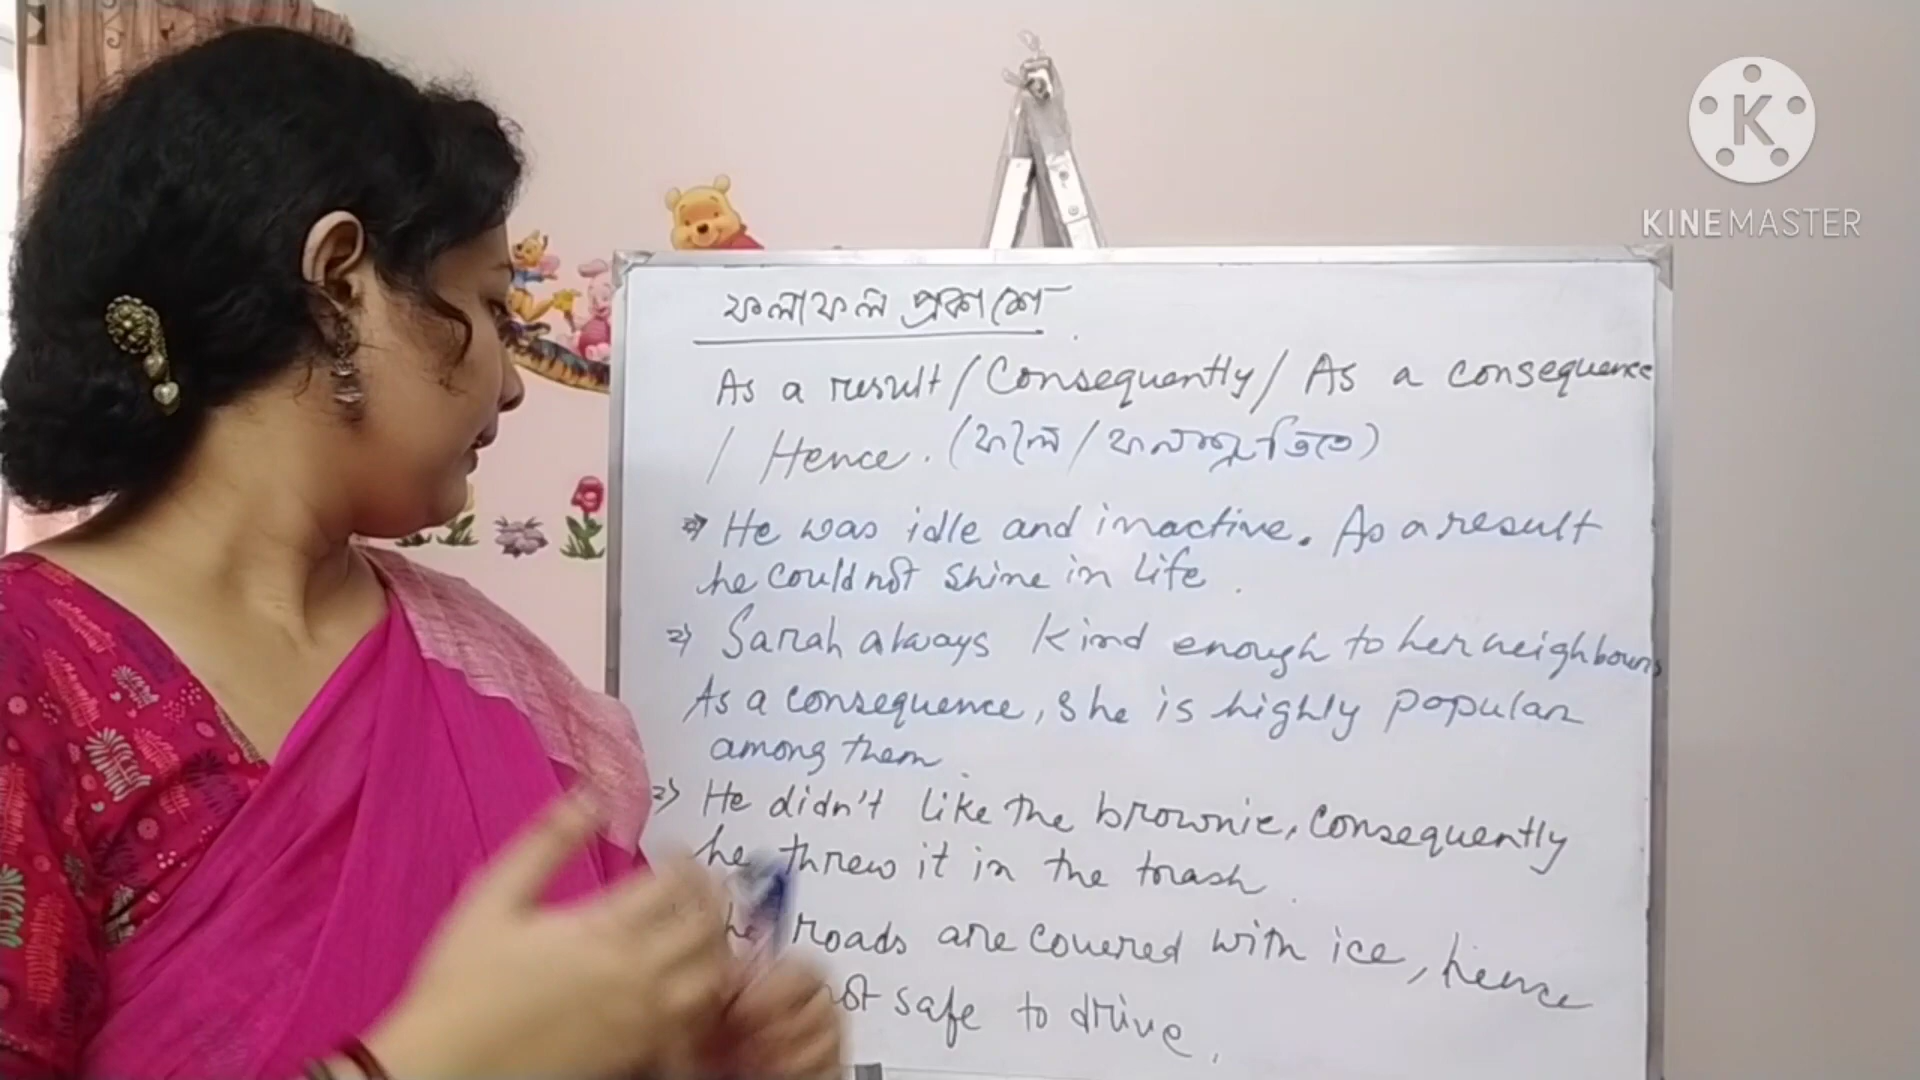 ফলাফল প্রকাশে
As a result / Consequently / As a consequence
/ Hence. (ফলে / ফলশ্রুতিতে)
⇒ He was idle and inactive. As a result
he could not shine in life.
⇒ Sarah always kind enough to her neighbours
As a consequence, she is highly popular
among them.
⇒ He didn't like the brownie, consequently
he threw it in the trash.
roads are covered with ice, hence
not safe to drive.
K
KINEMASTER